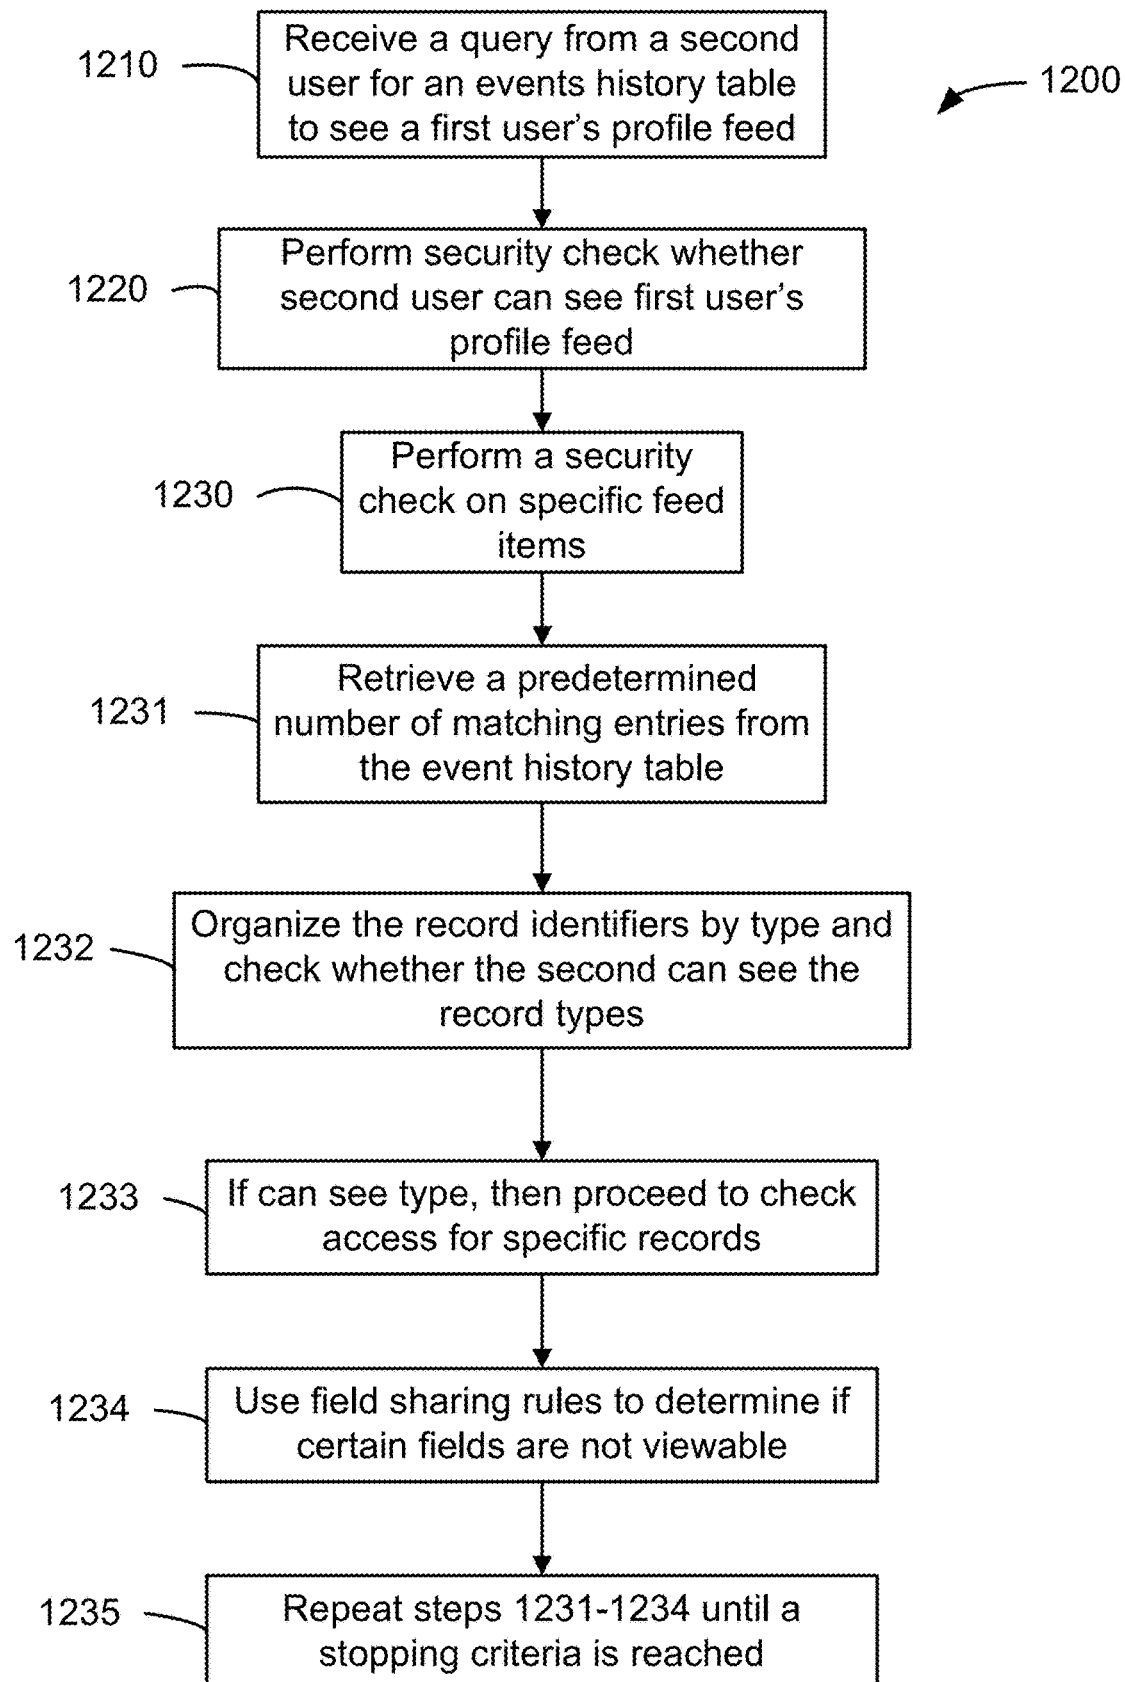 1210
Receive a query from a second
user for an events history table
to see a first user's profile feed
1200
1220
Perform security check whether
second user can see first user's
profile feed
1230
Perform a security
check on specific feed
items
1231
Retrieve a predetermined
number of matching entries from
the event history table
1232
Organize the record identifiers by type and
check whether the second can see the
record types
1233
If can see type, then proceed to check
access for specific records
1234
Use field sharing rules to determine if
certain fields are not viewable
1235
Repeat steps 1231-1234 until a
stopping criteria is reached